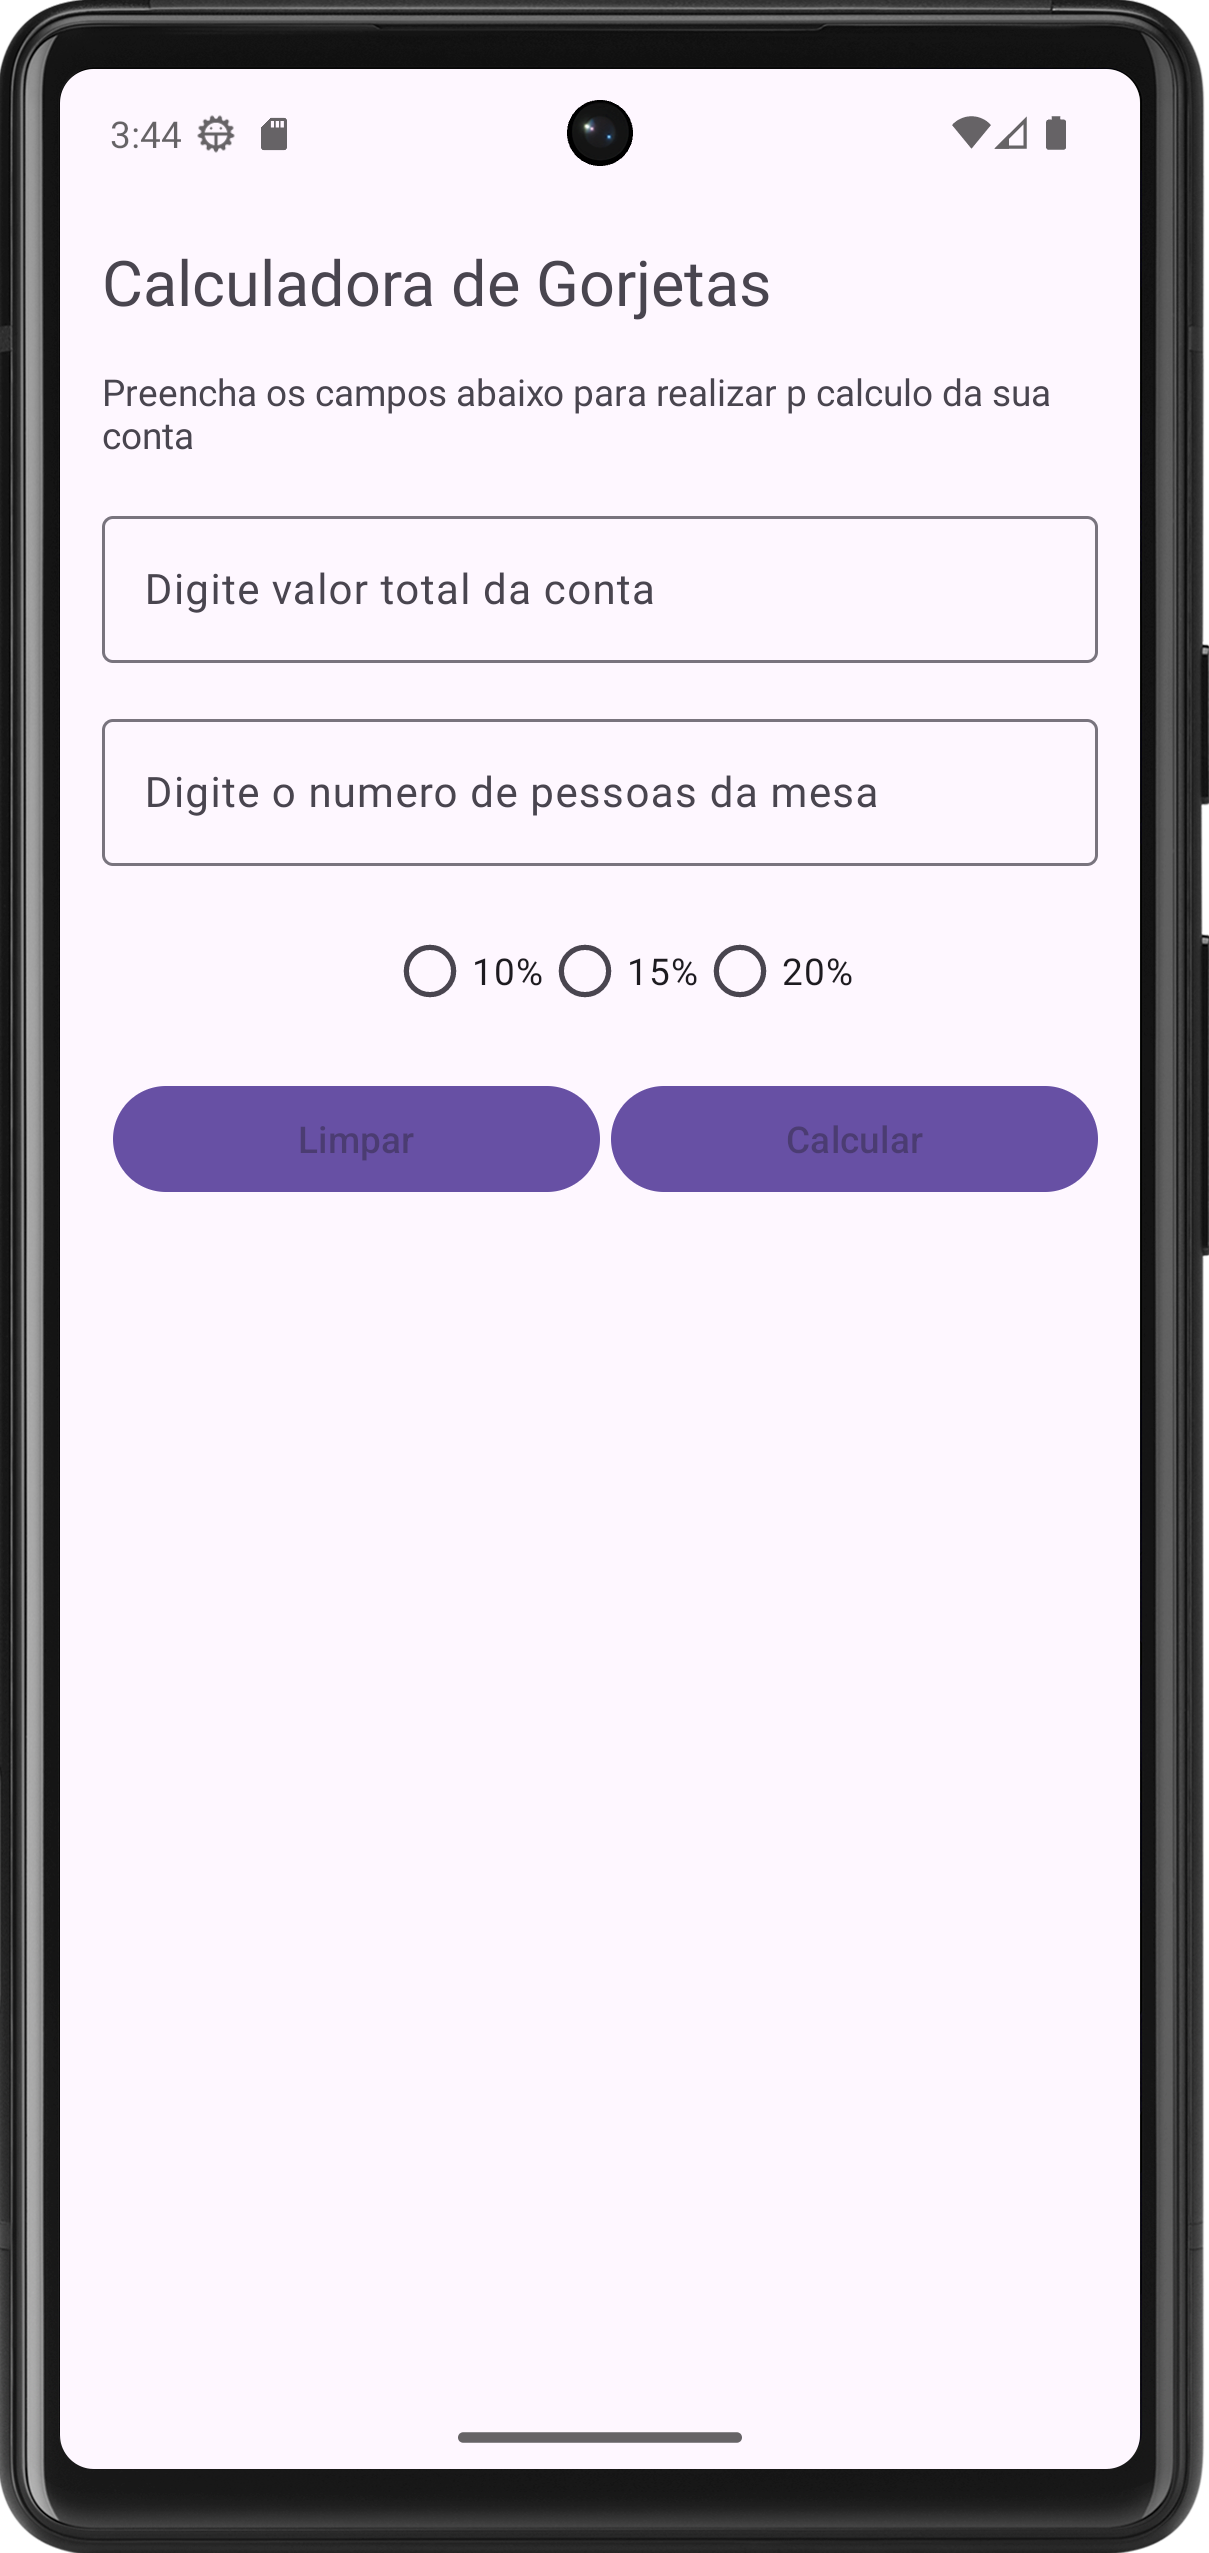 3:44
Calculadora de Gorjetas
Preencha os campos abaixo para realizar p calculo da sua
conta
Digite valor total da conta
Digite o numero de pessoas da mesa
10% 15% 20%
Limpar Calcular